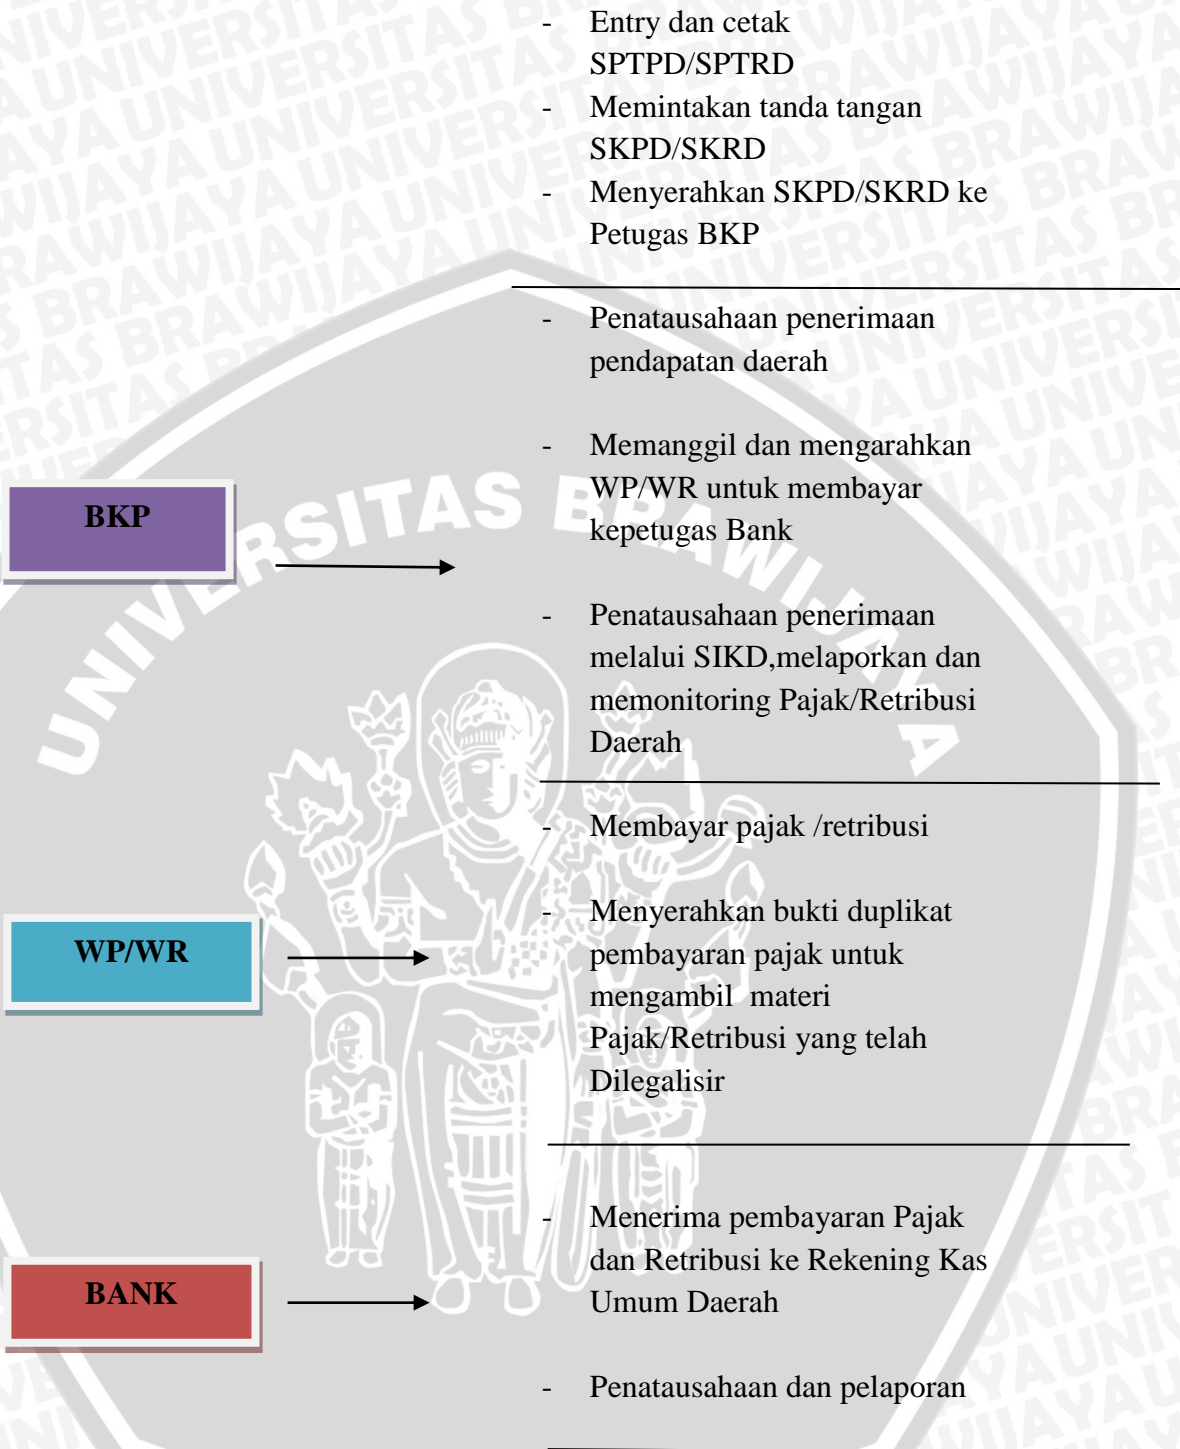 - Entry dan cetak
SPTPD/SPTRD
- Memintakan tanda tangan
SKPD/SKRD
- Menyerahkan SKPD/SKRD ke
Petugas BKP
BKP
- Penatausahaan penerimaan
pendapatan daerah
- Memanggil dan mengarahkan
WP/WR untuk membayar
kepetugas Bank
- Penatausahaan penerimaan
melalui SIKD,melaporkan dan
memonitoring Pajak/Retribusi
Daerah
WP/WR
- Membayar pajak /retribusi
- Menyerahkan bukti duplikat
pembayaran pajak untuk
mengambil  materi
Pajak/Retribusi yang telah
Dilegalisir
BANK
- Menerima pembayaran Pajak
dan Retribusi ke Rekening Kas
Umum Daerah
- Penatausahaan dan pelaporan
UNIVERSITAS BRAWIJAYA